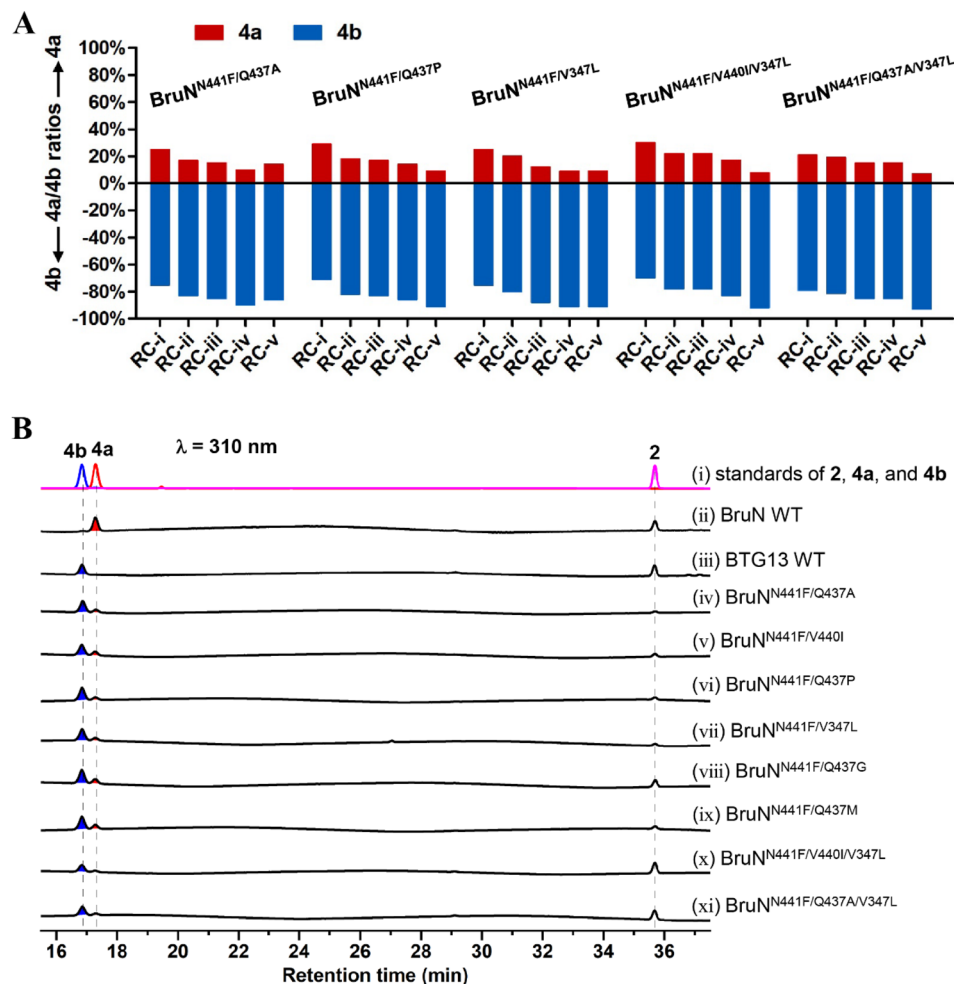 A
4a 4b
4b ← 4a/4b ratios → 4a
100%
80%
60%
40%
20%
0%
-20%
-40%
-60%
-80%
-100%
BruN^N441F/Q437A
BruN^N441F/Q437P
BruN^N441F/V347L
BruN^N441F/V440I/V347L
BruN^N441F/Q437A/V347L
RC-i RC-ii RC-iii RC-iv RC-v
RC-i RC-ii RC-iii RC-iv RC-v
RC-i RC-ii RC-iii RC-iv RC-v
RC-i RC-ii RC-iii RC-iv RC-v
RC-i RC-ii RC-iii RC-iv RC-v
B
4b 4a λ = 310 nm 2
(i) standards of 2, 4a, and 4b
(ii) BruN WT
(iii) BTG13 WT
(iv) BruN^N441F/Q437A
(v) BruN^N441F/V440I
(vi) BruN^N441F/Q437P
(vii) BruN^N441F/V347L
(viii) BruN^N441F/Q437G
(ix) BruN^N441F/Q437M
(x) BruN^N441F/V440I/V347L
(xi) BruN^N441F/Q437A/V347L
16 18 20 22 24 26 28 30 32 34 36
Retention time (min)